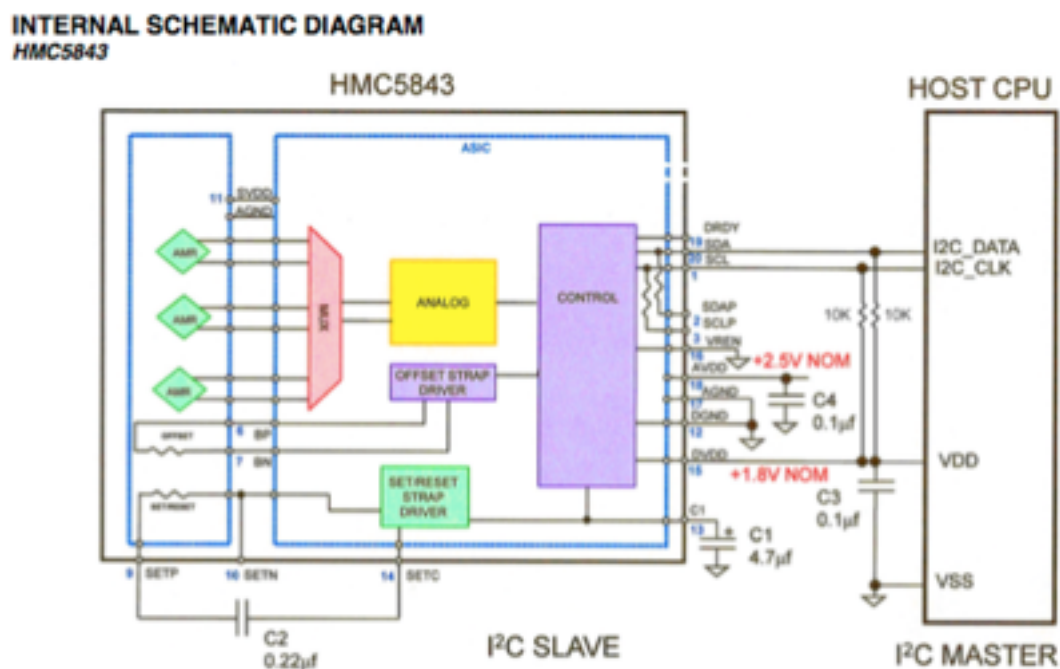 INTERNAL SCHEMATIC DIAGRAM
HMC5843
HMC5843
HOST CPU
ASIC
11
SVDD
AGND
AMR
AMR
AMR
MUX
ANALOG
CONTROL
OFFSET STRAP
DRIVER
SET/RESET
STRAP
DRIVER
OFFSET
SET/RESET
6
BP
7
BN
DRDY
19
SDA
20
SCL
1
SDAP
2
SCLP
3
VREN
16
AVDD
18
AGND
17
DGND
12
DVDD
15
C1
13
+2.5V NOM
+1.8V NOM
I2C_DATA
I2C_CLK
10K
10K
C4
0.1µf
VDD
C3
0.1µf
C1
4.7µf
VSS
9
SETP
SETN
14
SETC
C2
0.22µf
I²C SLAVE
I²C MASTER